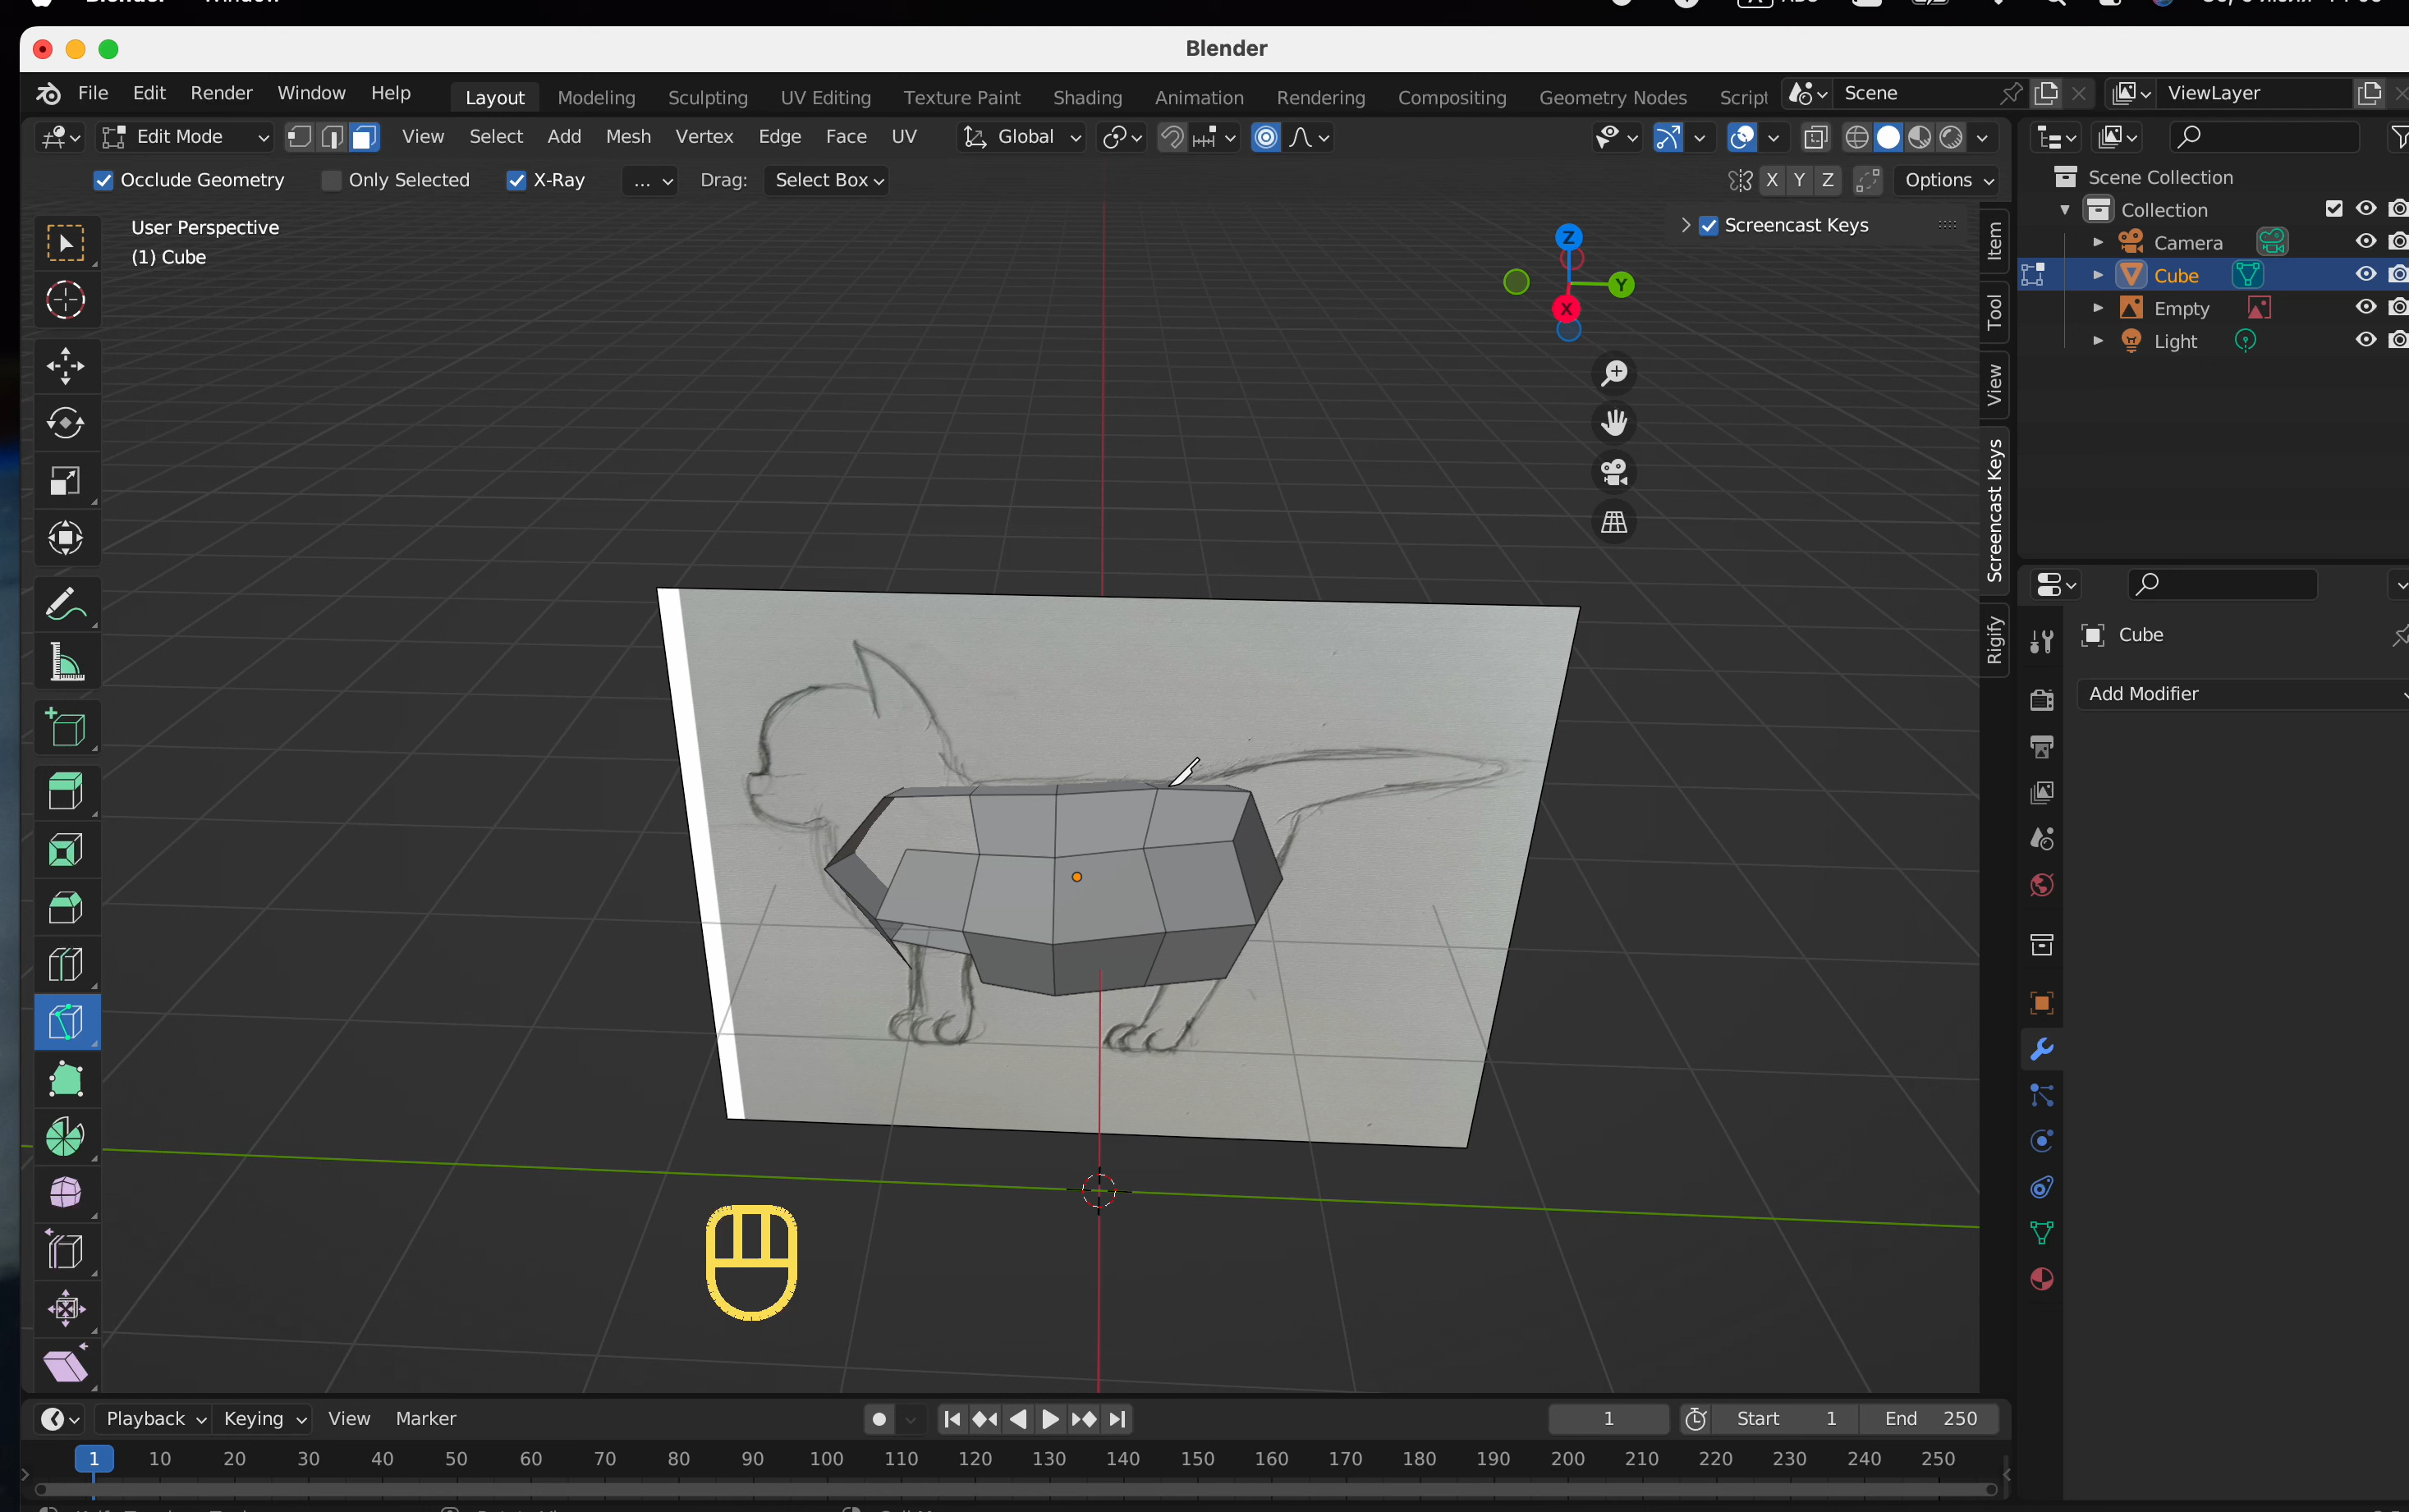 Blender
File Edit Render Window Help Layout Modeling Sculpting UV Editing Texture Paint Shading Animation Rendering Compositing Geometry Nodes Script Scene ViewLayer
Edit Mode View Select Add Mesh Vertex Edge Face UV Global
Occlude Geometry Only Selected X-Ray ... Drag: Select Box X Y Z Options
User Perspective
(1) Cube
Z
Y
X
Screencast Keys
Item
Tool
View
Screencast Keys
Rigify
Scene Collection
Collection
Camera
Cube
Empty
Light
Cube
Add Modifier
Playback Keying View Marker 1 Start 1 End 250
1 10 20 30 40 50 60 70 80 90 100 110 120 130 140 150 160 170 180 190 200 210 220 230 240 250